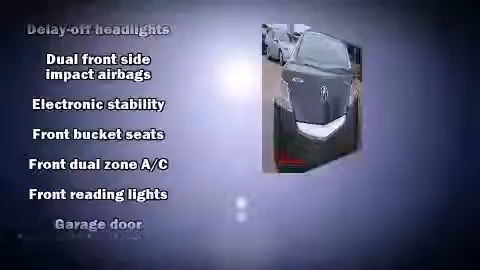 Delay-off headlights
Dual front side
impact airbags
Electronic stability
Front bucket seats
Front dual zone A/C
Front reading lights
Garage door